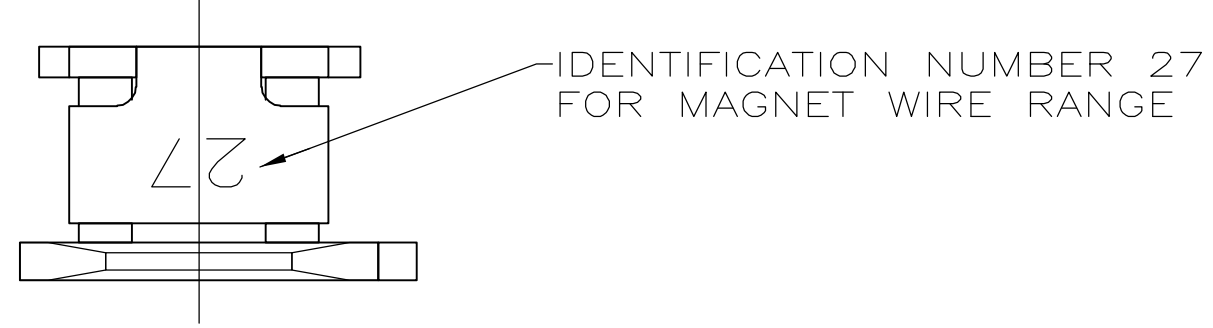 IDENTIFICATION NUMBER 27
FOR MAGNET WIRE RANGE
27